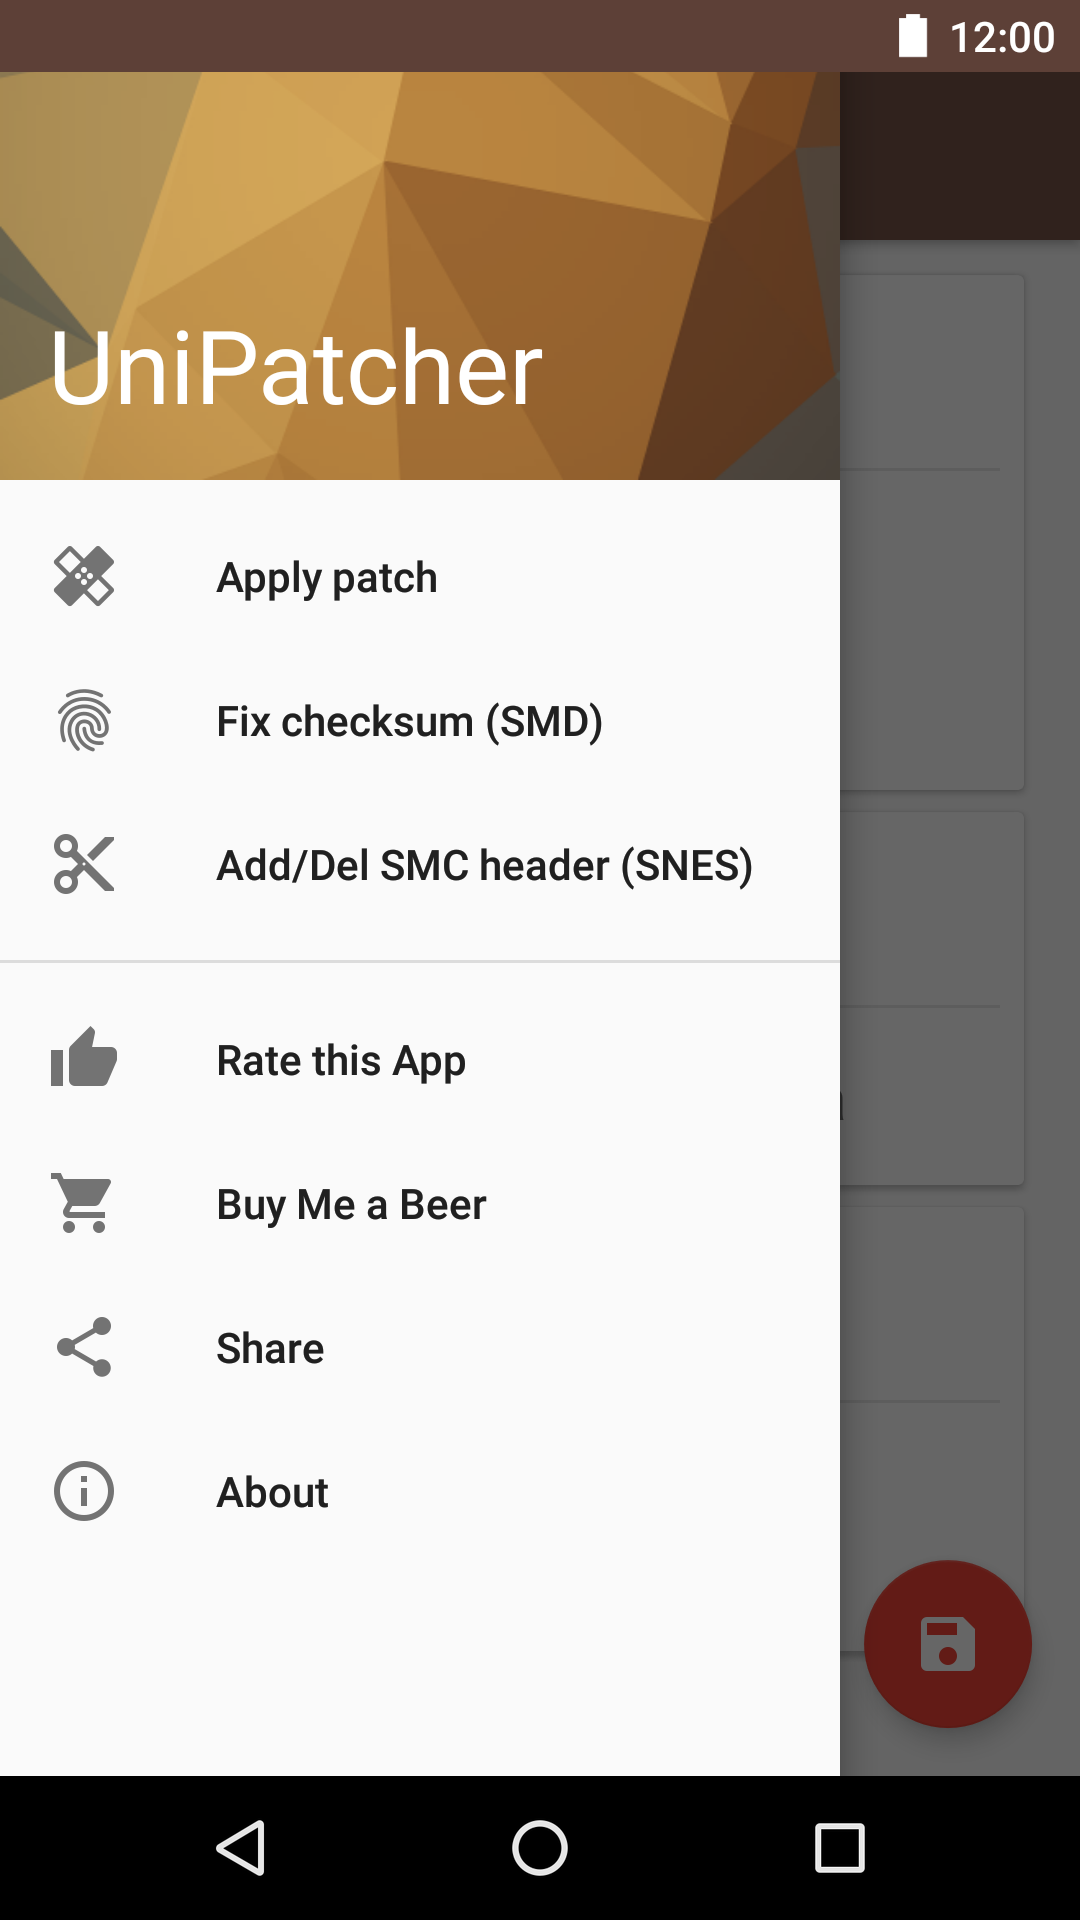 12:00
UniPatcher
Apply patch
Fix checksum (SMD)
Add/Del SMC header (SNES)
Rate this App
Buy Me a Beer
Share
About